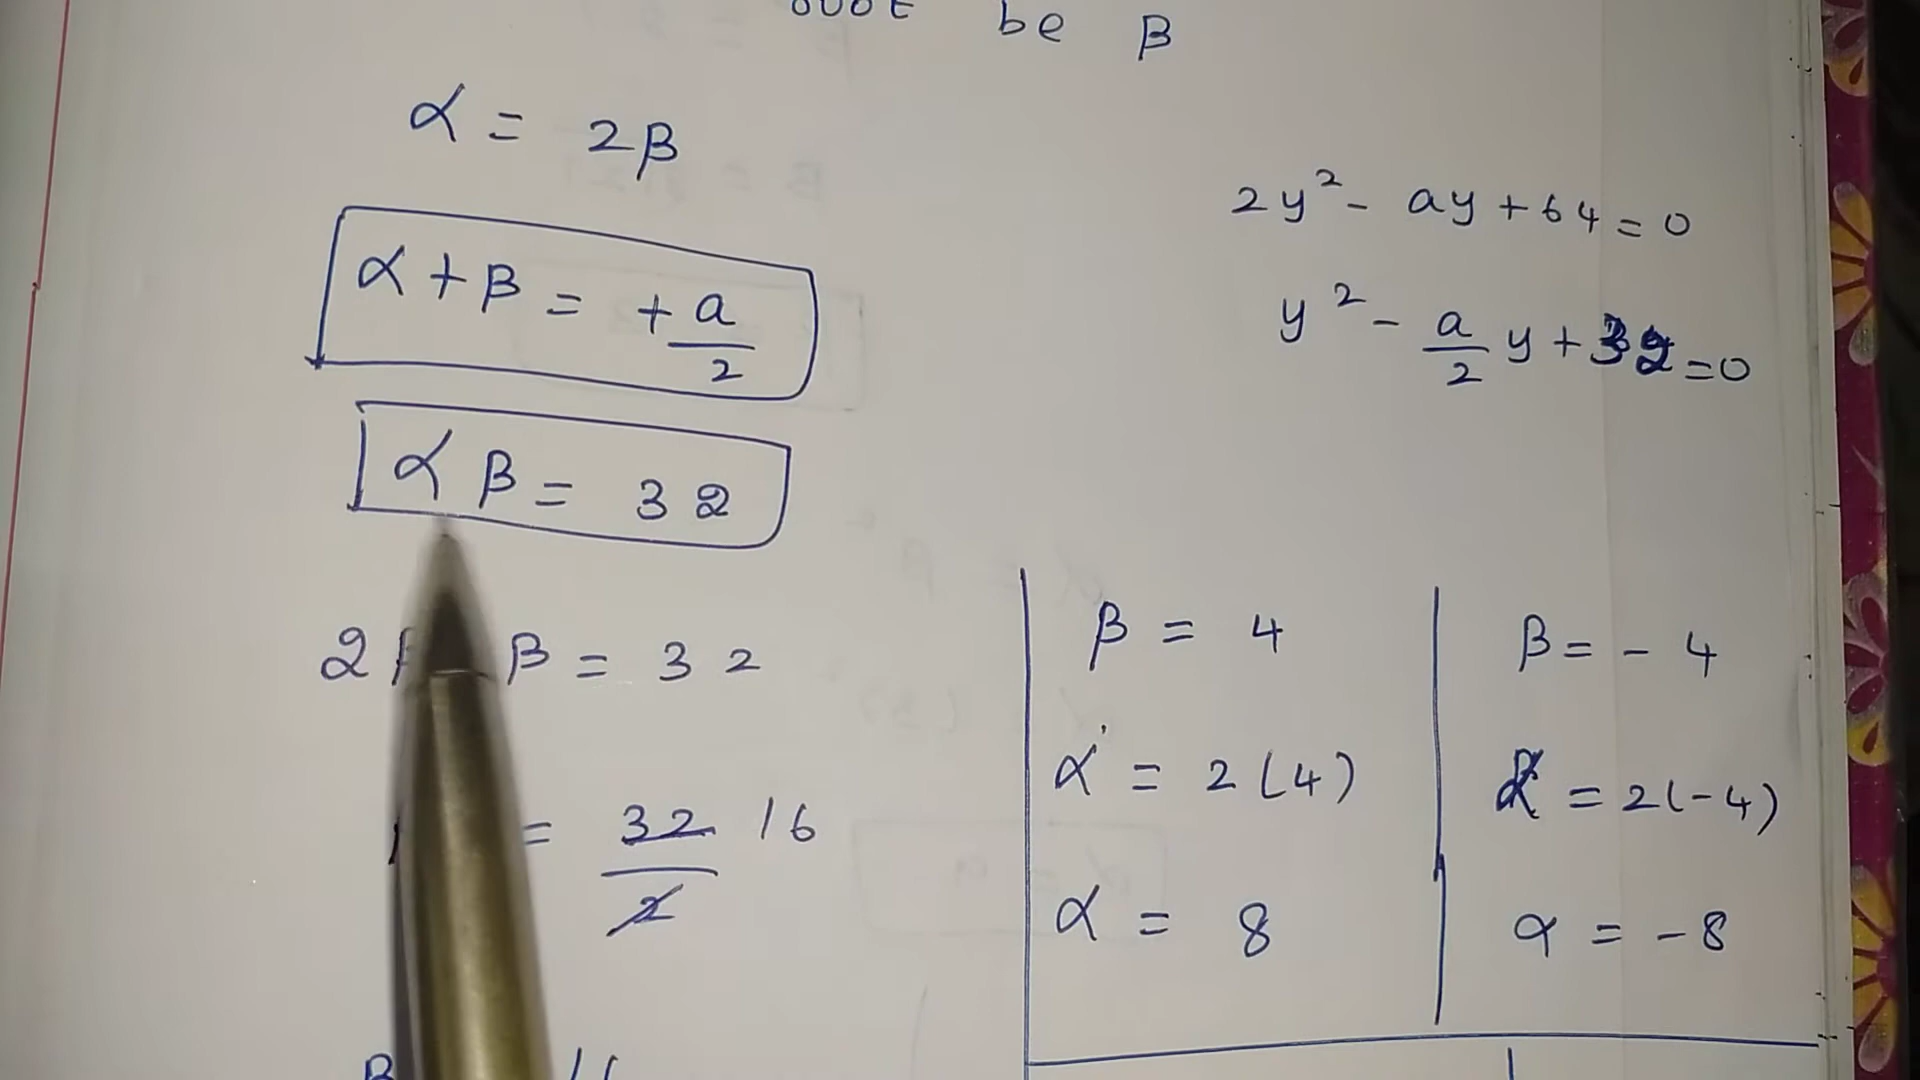 be β
α = 2β
α + β = + a/2
α β = 32
2 β = 32
= 32/2 16
2y² - ay + 64 = 0
y² - a/2 y + 32 = 0
β = 4
α = 2(4)
α = 8
β = - 4
α = 2(-4)
α = -8